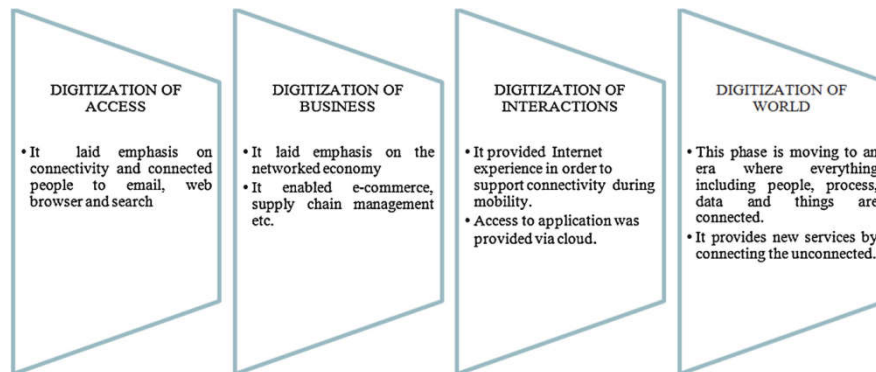 DIGITIZATION OF
ACCESS
• It laid emphasis on
connectivity and connected
people to email, web
browser and search
DIGITIZATION OF
BUSINESS
• It laid emphasis on the
networked economy
• It enabled e-commerce,
supply chain management
etc.
DIGITIZATION OF
INTERACTIONS
• It provided Internet
experience in order to
support connectivity during
mobility.
• Access to application was
provided via cloud.
DIGITIZATION OF
WORLD
• This phase is moving to an
era where everything
including people, process,
data and things are
connected.
• It provides new services by
connecting the unconnected.